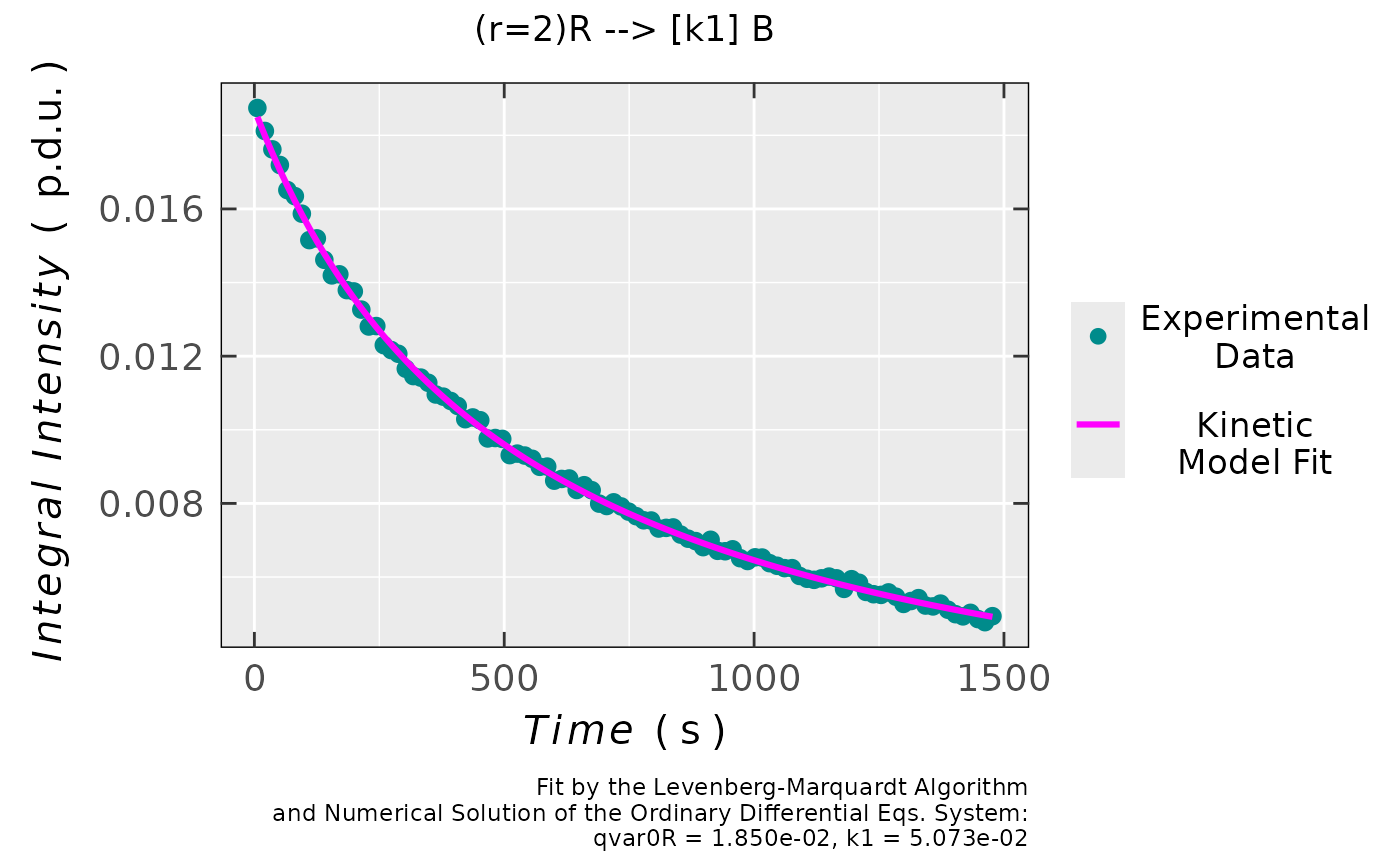 (r=2)R --> [k1] B
Integral Intensity ( p.d.u. )
0.016
0.012
0.008
0
500
1000
1500
Time ( s )
Experimental
Data
Kinetic
Model Fit
Fit by the Levenberg-Marquardt Algorithm
and Numerical Solution of the Ordinary Differential Eqs. System:
qvar0R = 1.850e-02, k1 = 5.073e-02